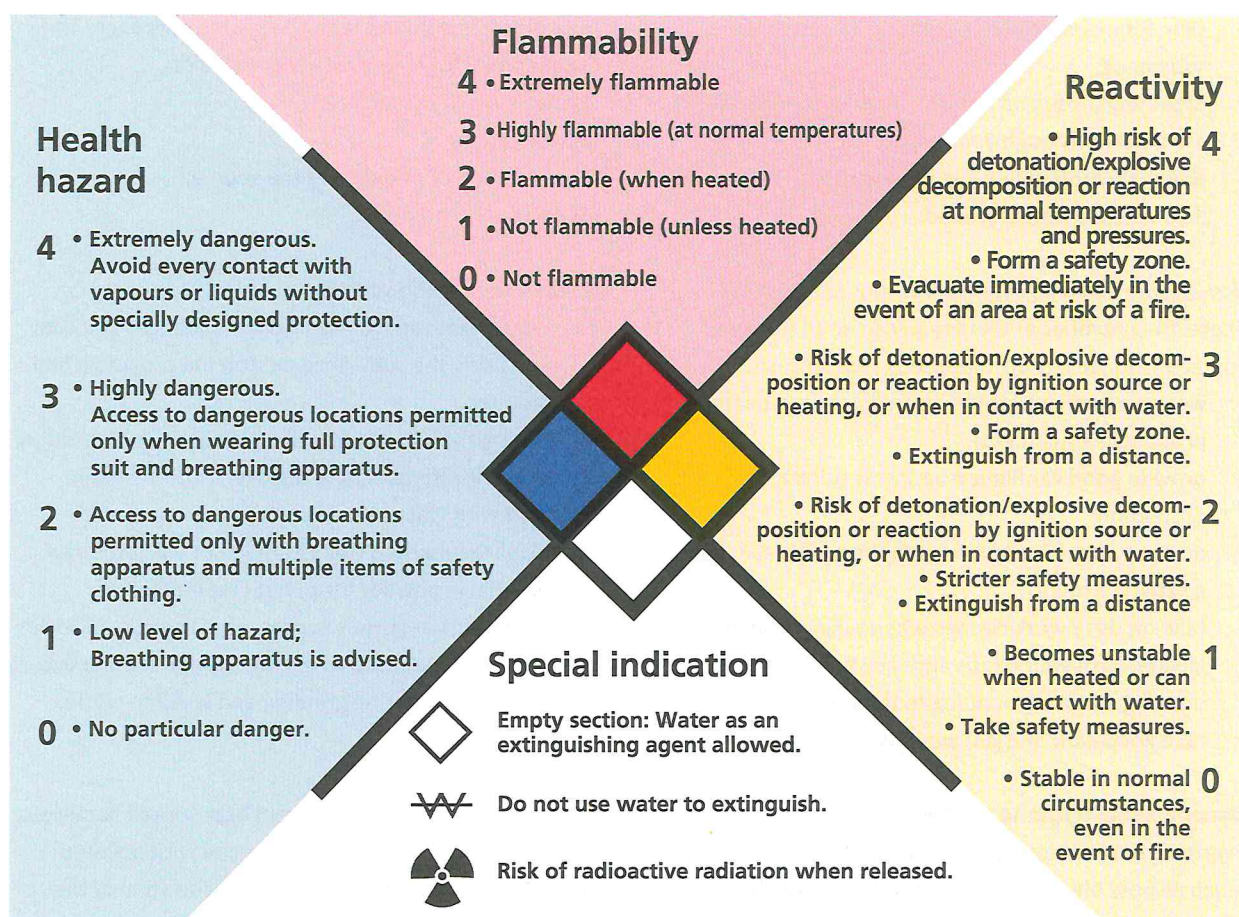 Flammability
4 • Extremely flammable
3 • Highly flammable (at normal temperatures)
2 • Flammable (when heated)
1 • Not flammable (unless heated)
0 • Not flammable
Health
hazard
4 • Extremely dangerous.
Avoid every contact with
vapours or liquids without
specially designed protection.
3 • Highly dangerous.
Access to dangerous locations permitted
only when wearing full protection
suit and breathing apparatus.
2 • Access to dangerous locations
permitted only with breathing
apparatus and multiple items of safety
clothing.
1 • Low level of hazard;
Breathing apparatus is advised.
0 • No particular danger.
Reactivity
• High risk of 4
detonation/explosive
decomposition or reaction
at normal temperatures
and pressures.
• Form a safety zone.
• Evacuate immediately in the
event of an area at risk of a fire.
• Risk of detonation/explosive decom- 3
position or reaction by ignition source or
heating, or when in contact with water.
• Form a safety zone.
• Extinguish from a distance.
• Risk of detonation/explosive decom- 2
position or reaction by ignition source or
heating, or when in contact with water.
• Stricter safety measures.
• Extinguish from a distance
• Becomes unstable 1
when heated or can
react with water.
• Take safety measures.
• Stable in normal 0
circumstances,
even in the
event of fire.
Special indication
Empty section: Water as an
extinguishing agent allowed.
W Do not use water to extinguish.
Risk of radioactive radiation when released.